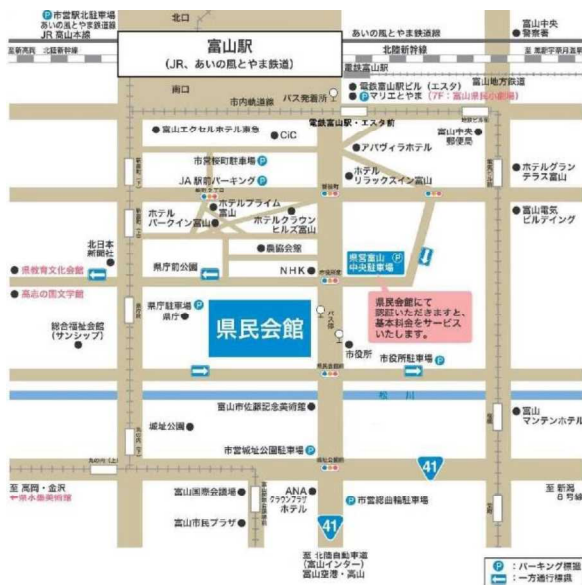 市営駅北駐車場
あいの風とやま鉄道線
JR 高山本線
北口
富山駅
(JR、あいの風とやま鉄道)
あいの風とやま鉄道線
北陸新幹線
富山中央
警察署
至新高岡 北陸新幹線
電鉄富山駅
富山地方鉄道
南口
バス発着所
市内軌道線
電鉄富山駅ビル (エスタ)
マリエとやま (7F:富山県民小劇場)
電鉄富山駅・エスタ前
富山エクセルホテル東急
CiC
富山中央
郵便局
アパヴィラホテル
市営桜町駐車場
JA 駅前パーキング
ホテル
リラックスイン富山
ホテルグラン
テラス富山
ホテルプライム
富山
ホテル
パークイン富山
ホテルクラウン
ヒルズ富山
富山電気
ビルディング
北日本
新聞社
農協会館
県営富山
中央駐車場
県教育文化会館
県庁前公園
NHK
高志の国文学館
県民会館にて
認証いただきますと、
基本料金をサービス
いたします。
県庁駐車場
県庁
県民会館
バス停
総合福祉会館
(サンシップ)
市役所
市役所駐車場
県民会館前
松川
富山市佐藤記念美術館
城址公園
富山
マンテンホテル
市営城址公園駐車場
41
至 高岡・金沢
←県水墨美術館
富山国際会議場
ANA
クラウンプラザ
ホテル
市営総曲輪駐車場
至 新潟
8号線
富山市民プラザ
41
至 北陸自動車道
(富山インター)
富山空港・高山
P :パーキング標識
:一方通行標識